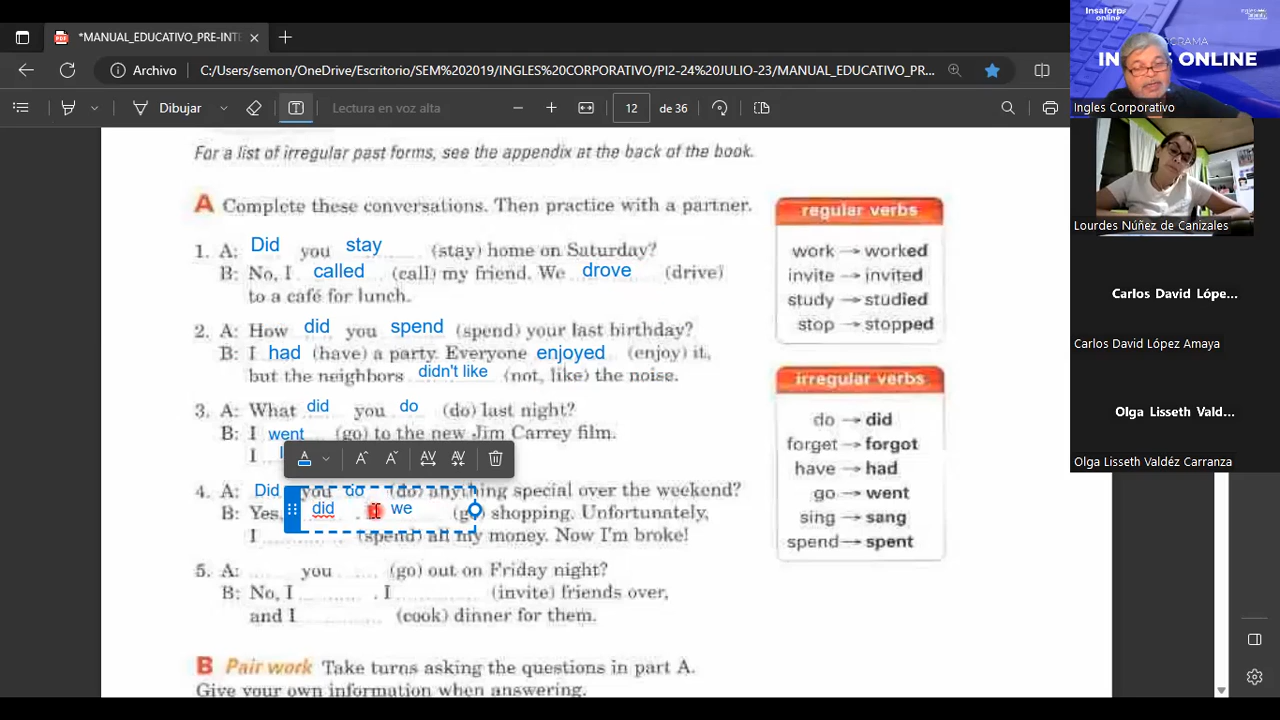 *MANUAL_EDUCATIVO_PRE-INTE
Archivo
C:/Users/semon/OneDrive/Escritorio/SEMON2019/INGLES%20CORPORATIVO/PI2-24%20JULIO-23/MANUAL_EDUCATIVO_PR...
Dibujar
Lectura en voz alta
12
de 36
For a list of irregular past forms, see the appendix at the back of the book.
A Complete these conversations. Then practice with a partner.
1. A: Did you stay (stay) home on Saturday?
B: No, I called (call) my friend. We drove (drive)
to a café for lunch.
2. A: How did you spend (spend) your last birthday?
B: I had (have) a party. Everyone enjoyed (enjoy) it,
but the neighbors didn't like (not, like) the noise.
3. A: What did you do (do) last night?
B: I went (go) to the new Jim Carrey film.
I
4. A: Did you do (do) anything special over the weekend?
B: Yes, did . we (go) shopping. Unfortunately,
I (spend) all my money. Now I'm broke!
5. A: you (go) out on Friday night?
B: No, I . I (invite) friends over,
and I (cook) dinner for them.
B Pair work Take turns asking the questions in part A.
Give your own information when answering.
regular verbs
work → worked
invite → invited
study → studied
stop → stopped
irregular verbs
do → did
forget → forgot
have → had
go → went
sing → sang
spend → spent
Insaforp
online
Ingles Corporativo
Lourdes Núñez de Canizales
Carlos David Lópe...
Carlos David López Amaya
Olga Lisseth Vald...
Olga Lisseth Valdéz Carranza